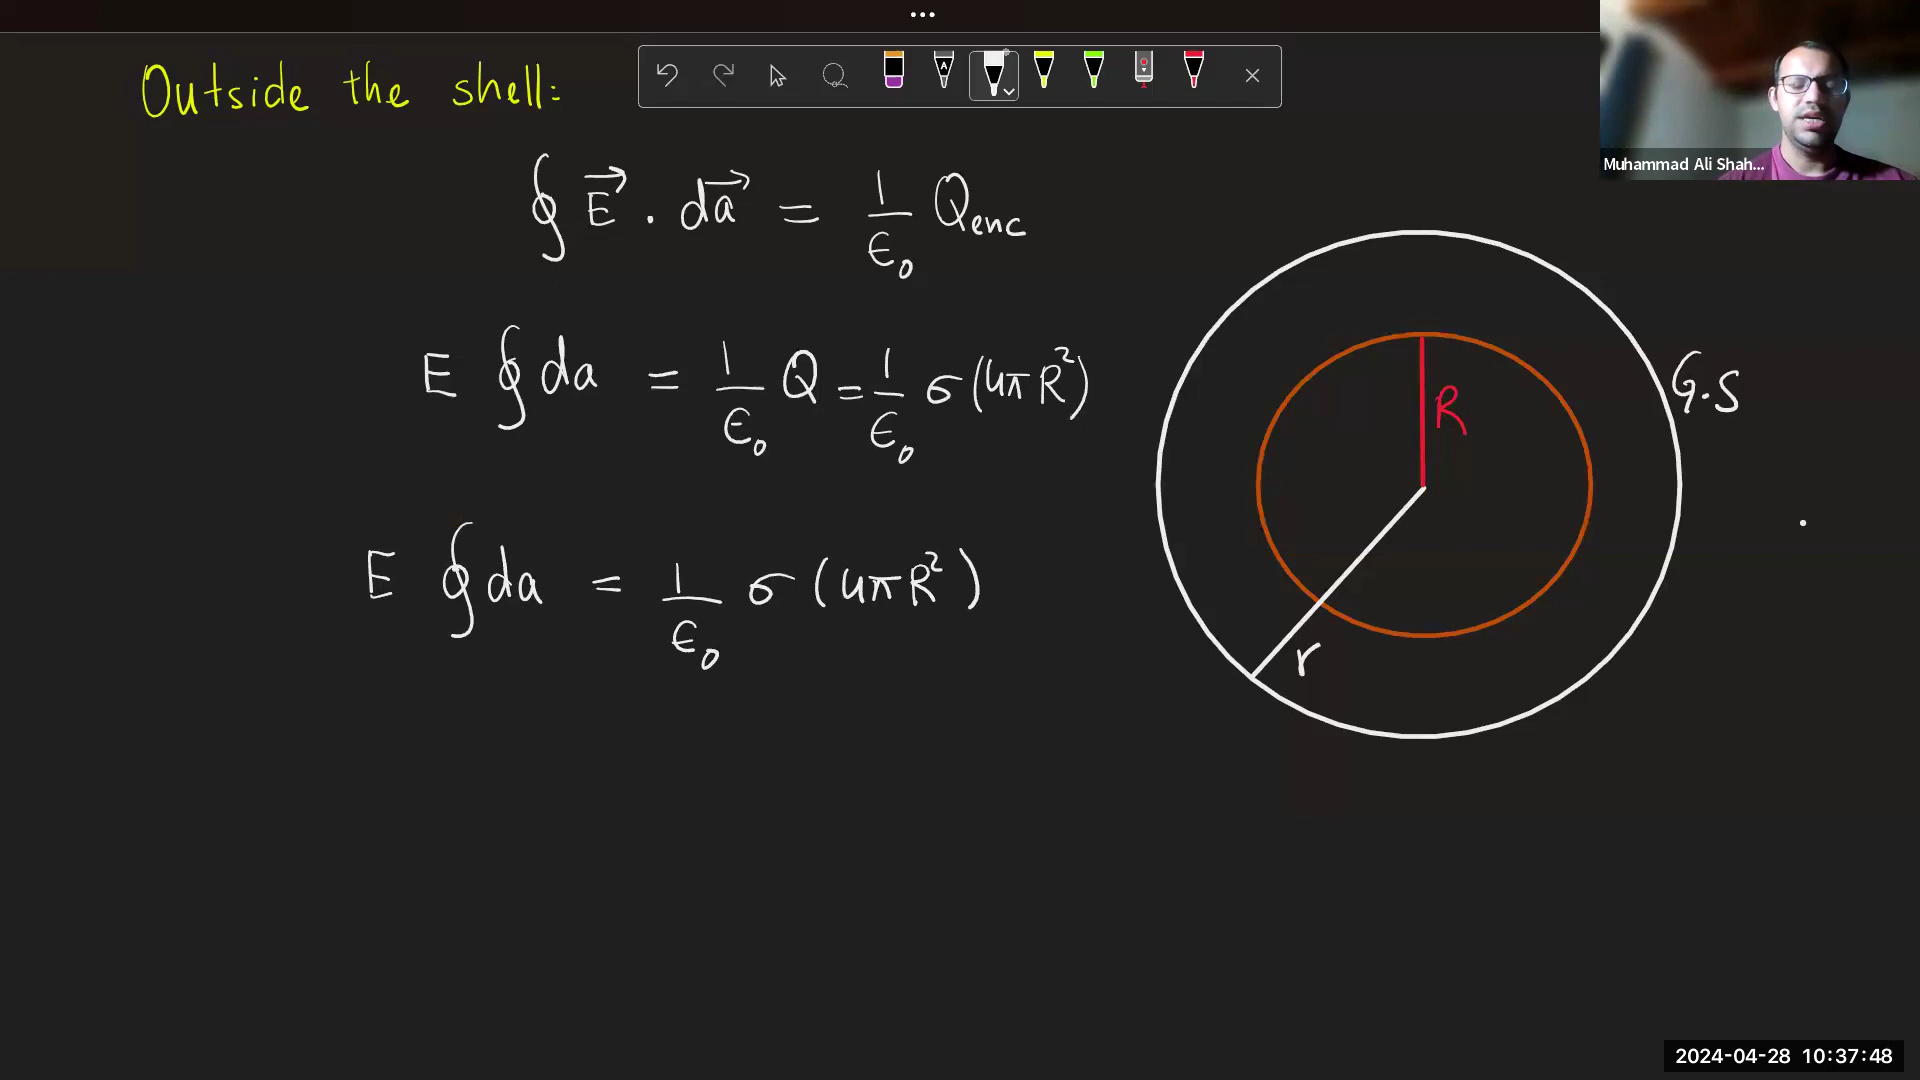 Outside the shell:
Muhammad Ali Shah...
∮ E⃗ . da⃗ = 1/ϵ₀ Qenc
E ∮ da = 1/ϵ₀ Q = 1/ϵ₀ σ (4πR²)
G.S
R
E ∮ da = 1/ϵ₀ σ (4πR²)
r
2024-04-28 10:37:48